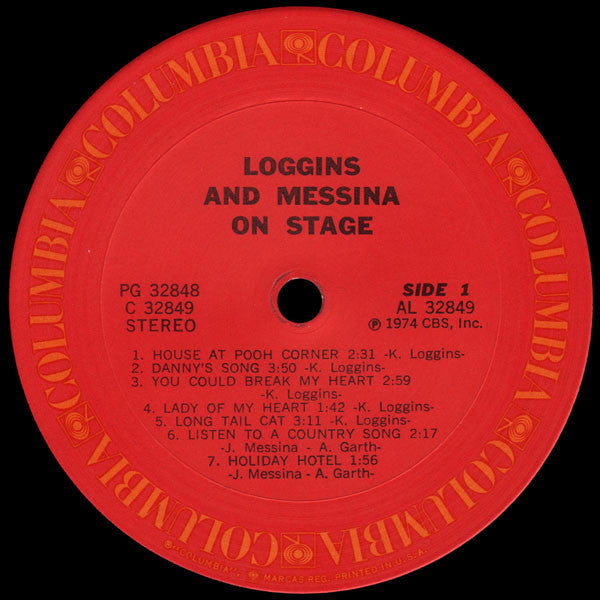 COLUMBIA COLUMBIA COLUMBIA COLUMBIA COLUMBIA COLUMBIA
LOGGINS
AND MESSINA
ON STAGE
PG 32848
C 32849
STEREO
SIDE 1
AL 32849
℗ 1974 CBS, Inc.
1. HOUSE AT POOH CORNER 2:31 -K. Loggins-
2. DANNY'S SONG 3:50 -K. Loggins-
3. YOU COULD BREAK MY HEART 2:59
-K. Loggins-
4. LADY OF MY HEART 1:42 -K. Loggins-
5. LONG TAIL CAT 3:11 -K. Loggins-
6. LISTEN TO A COUNTRY SONG 2:17
-J. Messina - A. Garth-
7. HOLIDAY HOTEL 1:56
-J. Messina - A. Garth-
® "COLUMBIA", ® MARCAS REG. PRINTED IN U.S.A.